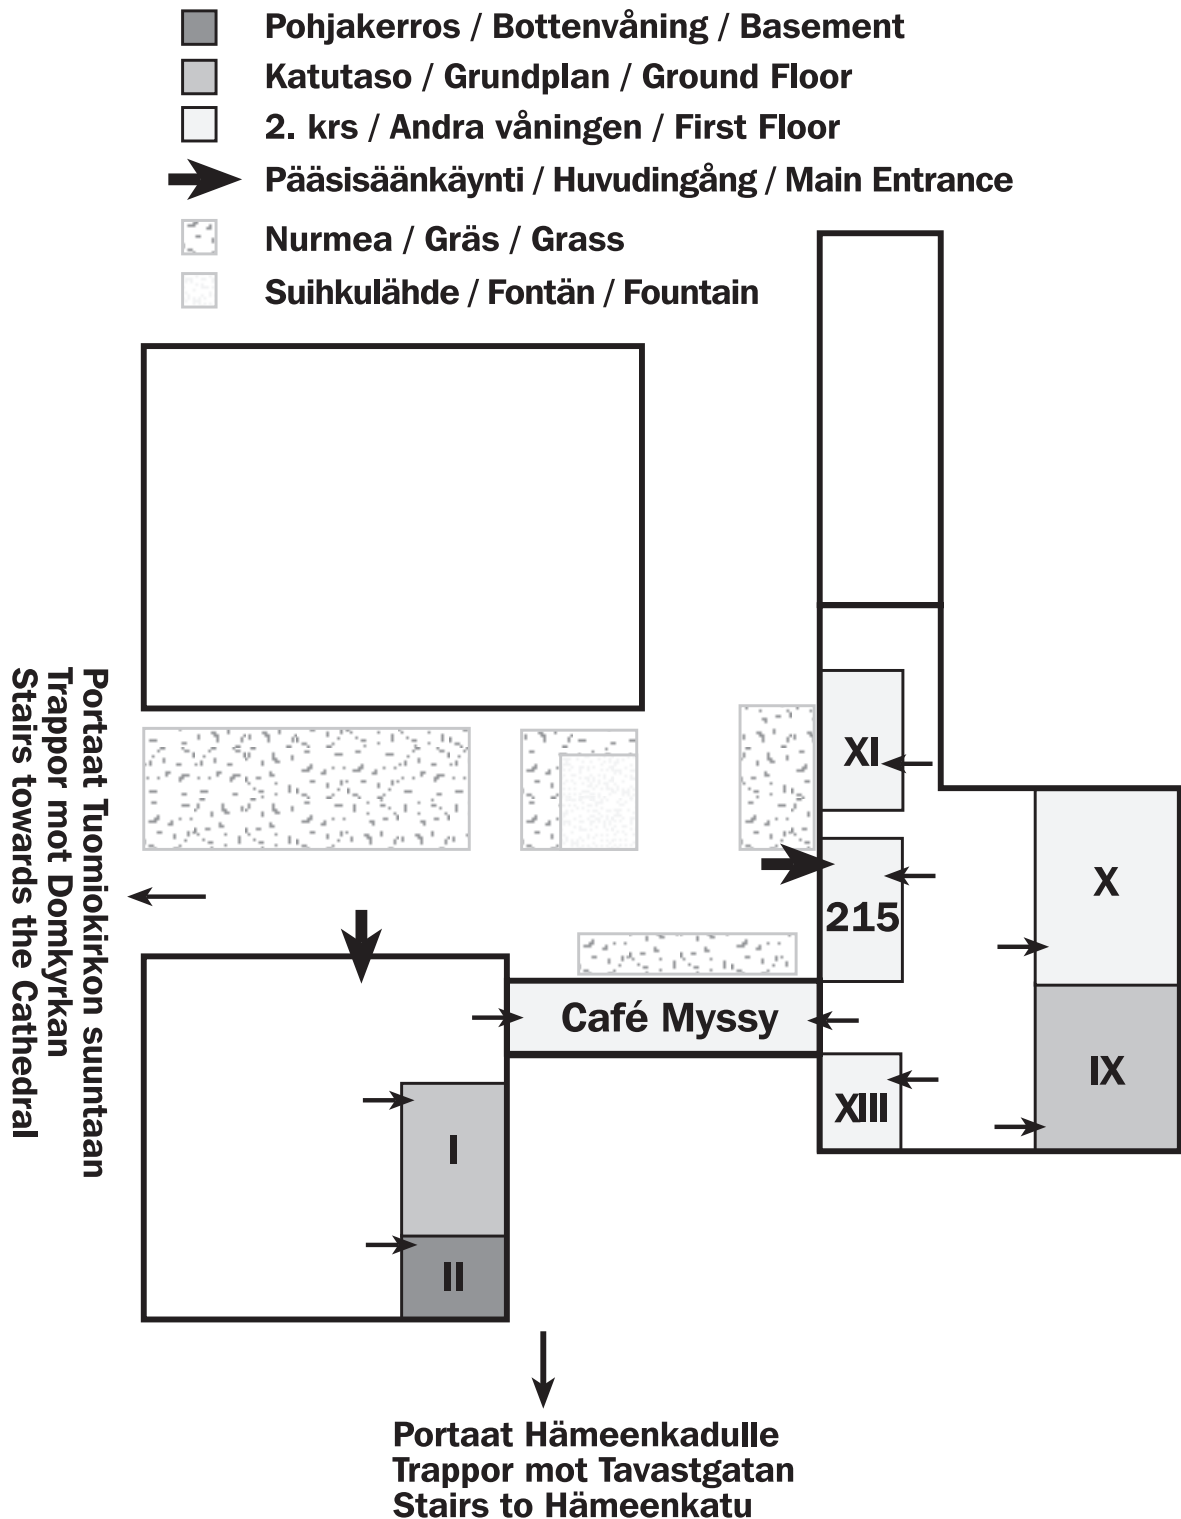 Pohjakerros / Bottenvåning / Basement
Katutaso / Grundplan / Ground Floor
2. krs / Andra våningen / First Floor
Pääsisäänkäynti / Huvudingång / Main Entrance
Nurmea / Gräs / Grass
Suihkulähde / Fontän / Fountain
Portaat Tuomiokirkon suuntaan
Trappor mot Domkyrkan
Stairs towards the Cathedral
XI
X
215
Café Myssy
IX
XIII
I
II
Portaat Hämeenkadulle
Trappor mot Tavastgatan
Stairs to Hämeenkatu